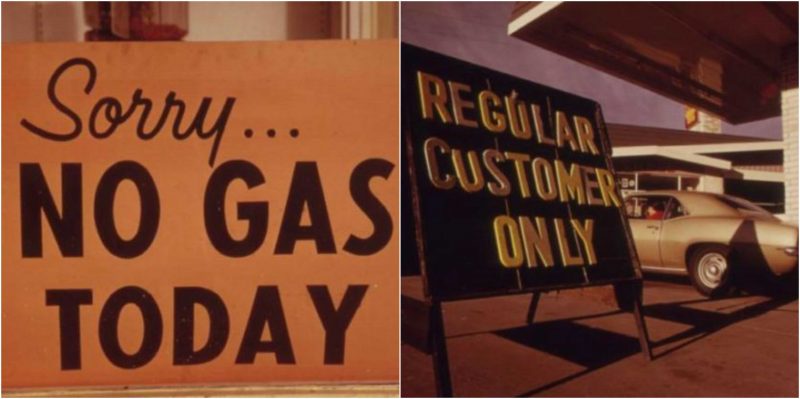 Sorry...
NO GAS
TODAY
REGULAR
CUSTOMER
ONLY